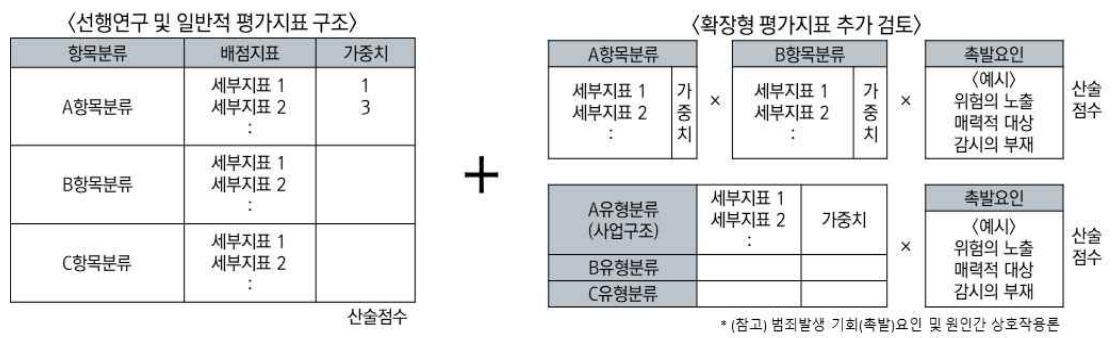 〈선행연구 및 일반적 평가지표 구조〉
항목분류 배점지표 가중치
A항목분류
세부지표 1 1
세부지표 2 3
:
B항목분류
세부지표 1
세부지표 2
:
C항목분류
세부지표 1
세부지표 2
:
산술점수
+
〈확장형 평가지표 추가 검토〉
A항목분류
세부지표 1
세부지표 2
:
가중치
×
B항목분류
세부지표 1
세부지표 2
:
가중치
×
촉발요인
〈예시〉
위험의 노출
매력적 대상
감시의 부재
산술
점수
A유형분류
(사업구조)
세부지표 1
세부지표 2
:
가중치
B유형분류
C유형분류
×
촉발요인
〈예시〉
위험의 노출
매력적 대상
감시의 부재
산술
점수
* (참고) 범죄발생 기회(촉발)요인 및 원인간 상호작용론